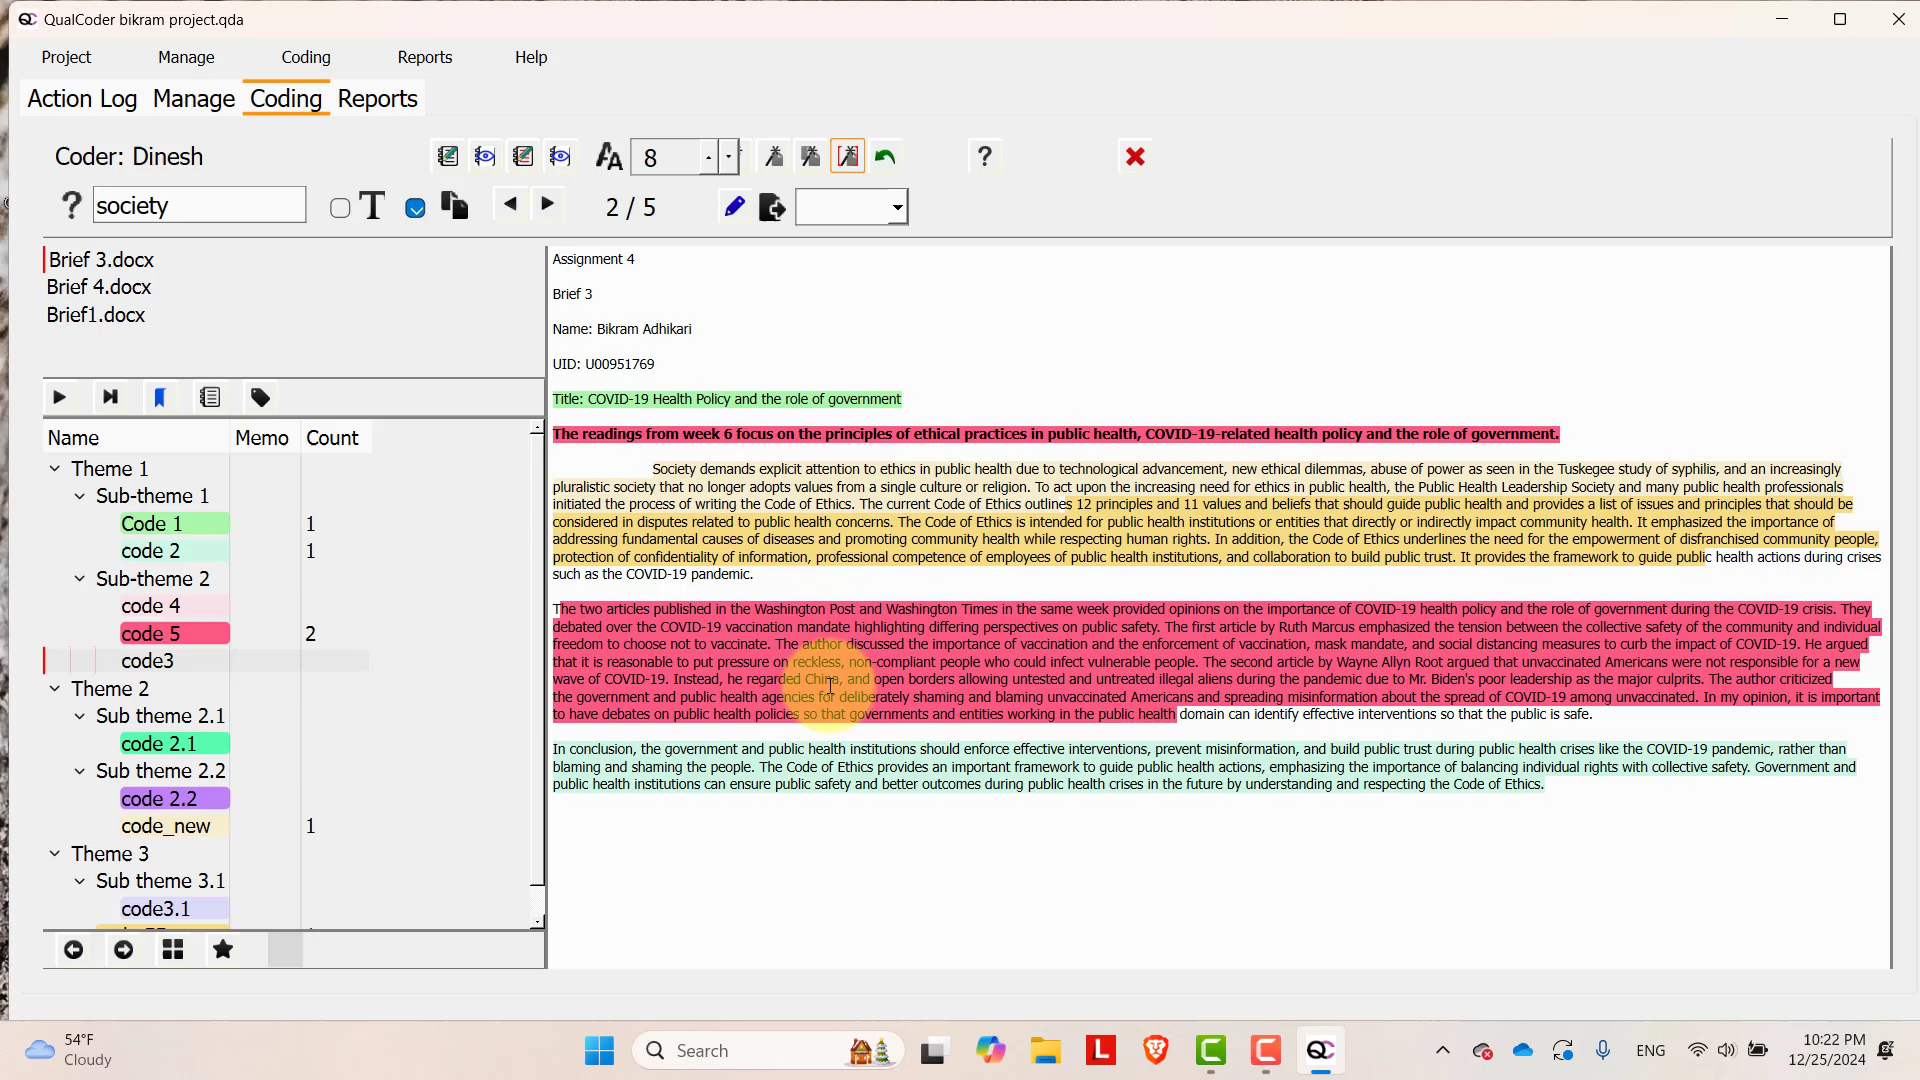 QualCoder bikram project.qda
Project Manage Coding Reports Help
Action Log Manage Coding Reports
Coder: Dinesh
8
?
? society
T
2 / 5
Brief 3.docx
Brief 4.docx
Brief1.docx
Name Memo Count
Theme 1
Sub-theme 1
Code 1 1
code 2 1
Sub-theme 2
code 4
code 5 2
code3
Theme 2
Sub theme 2.1
code 2.1
Sub theme 2.2
code 2.2
code_new 1
Theme 3
Sub theme 3.1
code3.1
Assignment 4
Brief 3
Name: Bikram Adhikari
UID: U00951769
Title: COVID-19 Health Policy and the role of government
The readings from week 6 focus on the principles of ethical practices in public health, COVID-19-related health policy and the role of government.
Society demands explicit attention to ethics in public health due to technological advancement, new ethical dilemmas, abuse of power as seen in the Tuskegee study of syphilis, and an increasingly
pluralistic society that no longer adopts values from a single culture or religion. To act upon the increasing need for ethics in public health, the Public Health Leadership Society and many public health professionals
initiated the process of writing the Code of Ethics. The current Code of Ethics outlines 12 principles and 11 values and beliefs that should guide public health and provides a list of issues and principles that should be
considered in disputes related to public health concerns. The Code of Ethics is intended for public health institutions or entities that directly or indirectly impact community health. It emphasized the importance of
addressing fundamental causes of diseases and promoting community health while respecting human rights. In addition, the Code of Ethics underlines the need for the empowerment of disfranchised community people,
protection of confidentiality of information, professional competence of employees of public health institutions, and collaboration to build public trust. It provides the framework to guide public health actions during crises
such as the COVID-19 pandemic.
The two articles published in the Washington Post and Washington Times in the same week provided opinions on the importance of COVID-19 health policy and the role of government during the COVID-19 crisis. They
debated over the COVID-19 vaccination mandate highlighting differing perspectives on public safety. The first article by Ruth Marcus emphasized the tension between the collective safety of the community and individual
freedom to choose not to vaccinate. The author discussed the importance of vaccination and the enforcement of vaccination, mask mandate, and social distancing measures to curb the impact of COVID-19. He argued
that it is reasonable to put pressure on reckless, non-compliant people who could infect vulnerable people. The second article by Wayne Allyn Root argued that unvaccinated Americans were not responsible for a new
wave of COVID-19. Instead, he regarded China, and open borders allowing untested and untreated illegal aliens during the pandemic due to Mr. Biden's poor leadership as the major culprits. The author criticized
the government and public health agencies for deliberately shaming and blaming unvaccinated Americans and spreading misinformation about the spread of COVID-19 among unvaccinated. In my opinion, it is important
to have debates on public health policies so that governments and entities working in the public health domain can identify effective interventions so that the public is safe.
In conclusion, the government and public health institutions should enforce effective interventions, prevent misinformation, and build public trust during public health crises like the COVID-19 pandemic, rather than
blaming and shaming the people. The Code of Ethics provides an important framework to guide public health actions, emphasizing the importance of balancing individual rights with collective safety. Government and
public health institutions can ensure public safety and better outcomes during public health crises in the future by understanding and respecting the Code of Ethics.
54°F
Cloudy
Search
ENG
10:22 PM
12/25/2024